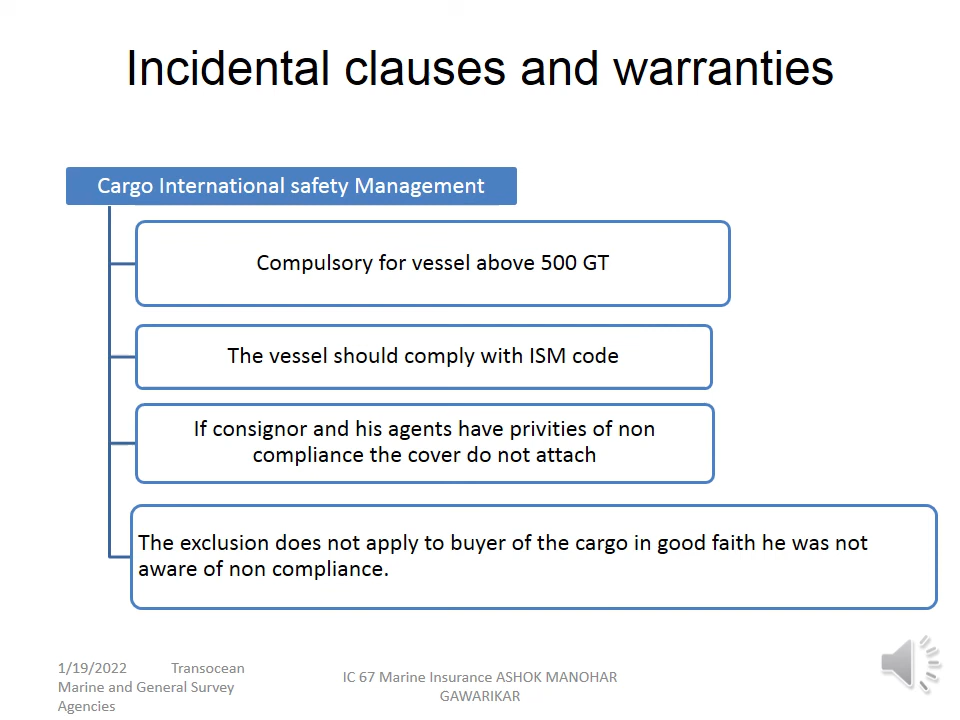 Incidental clauses and warranties
Cargo International safety Management
Compulsory for vessel above 500 GT
The vessel should comply with ISM code
If consignor and his agents have privities of non
compliance the cover do not attach
The exclusion does not apply to buyer of the cargo in good faith he was not
aware of non compliance.
1/19/2022 Transocean
Marine and General Survey
Agencies
IC 67 Marine Insurance ASHOK MANOHAR
GAWARIKAR